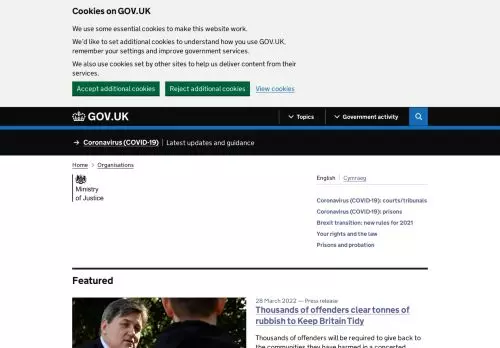 Cookies on GOV.UK
We use some essential cookies to make this website work.
We'd like to set additional cookies to understand how you use GOV.UK,
remember your settings and improve government services.
We also use cookies set by other sites to help us deliver content from their
services.
Accept additional cookies Reject additional cookies View cookies
GOV.UK Topics Government activity
→ Coronavirus (COVID-19) Latest updates and guidance
Home > Organisations
English Cymraeg
Ministry
of Justice
Coronavirus (COVID-19): courts/tribunals
Coronavirus (COVID-19): prisons
Brexit transition: new rules for 2021
Your rights and the law
Prisons and probation
Featured
28 March 2022 — Press release
Thousands of offenders clear tonnes of
rubbish to Keep Britain Tidy
Thousands of offenders will be required to give back to
the communities they have harmed in a concerted